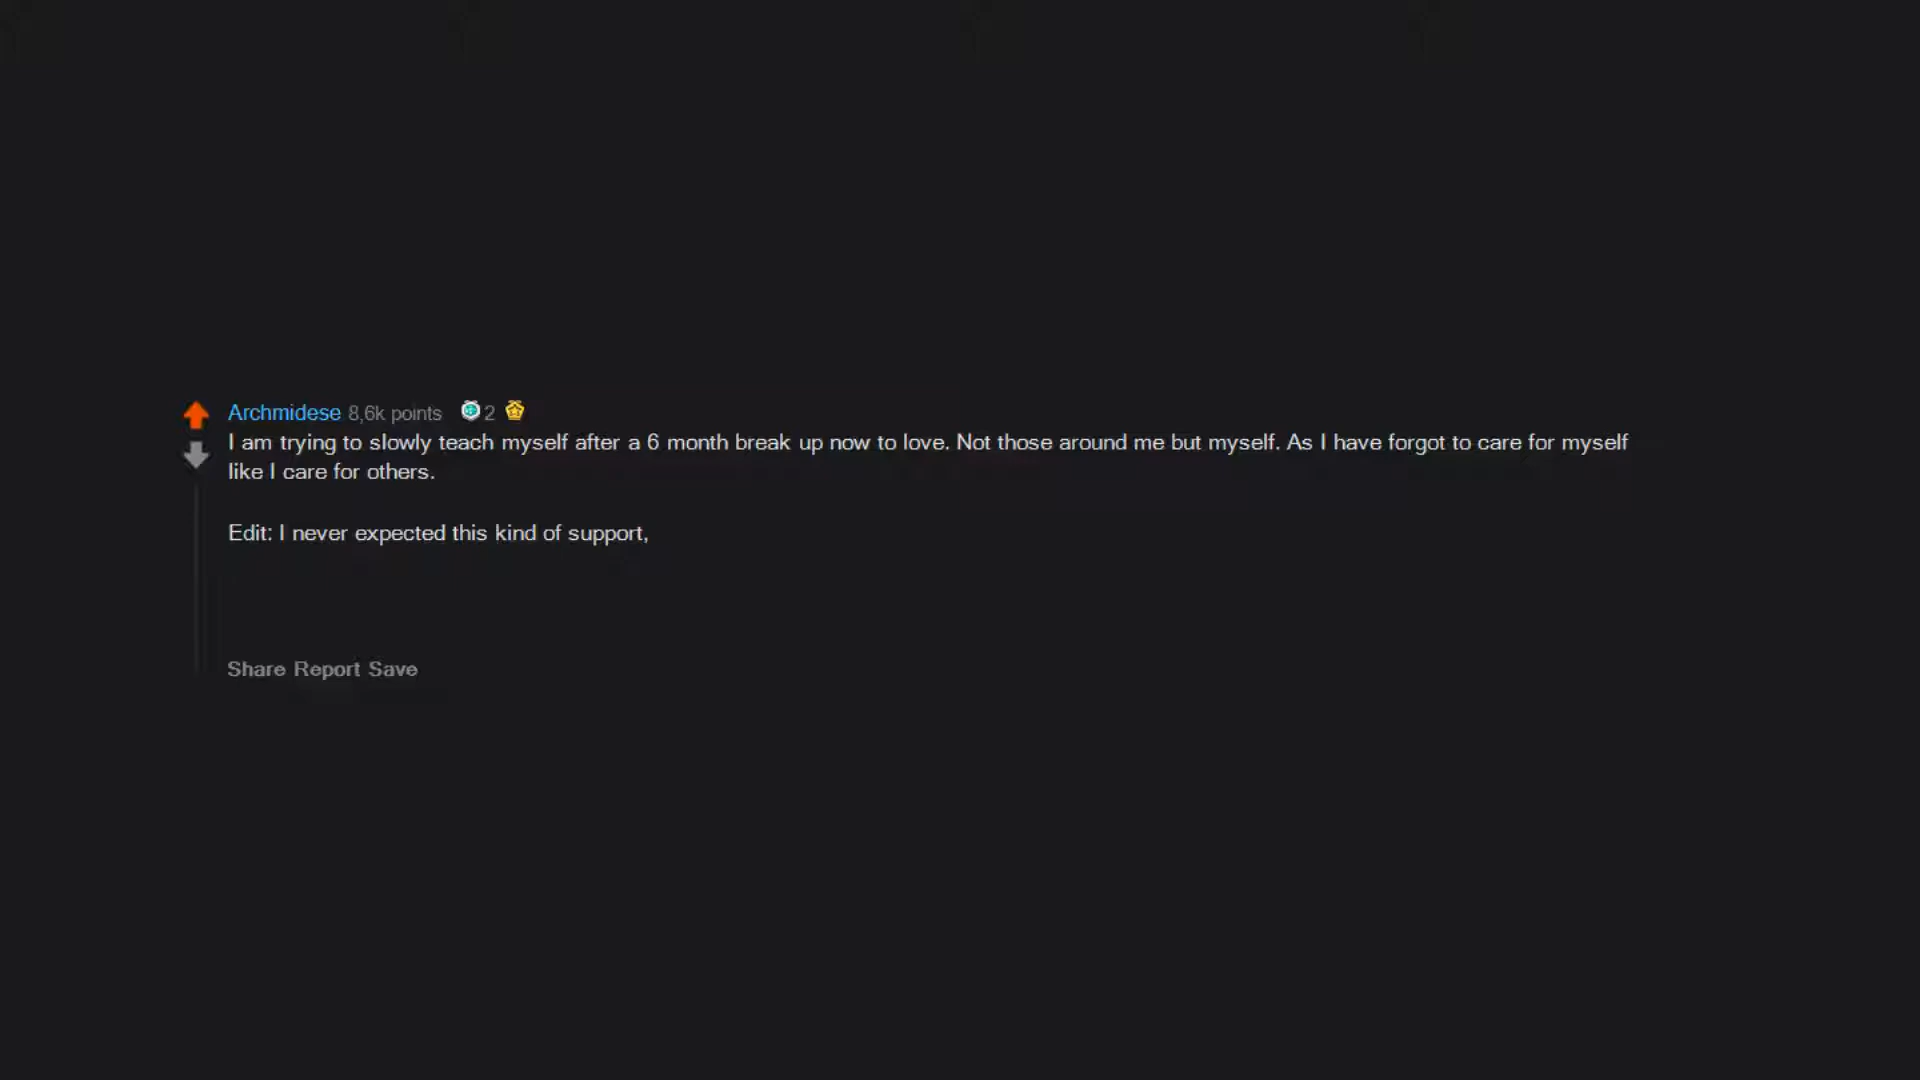 Archmidese 8,6k points 2
I am trying to slowly teach myself after a 6 month break up now to love. Not those around me but myself. As I have forgot to care for myself
like I care for others.
Edit: I never expected this kind of support,
Share Report Save